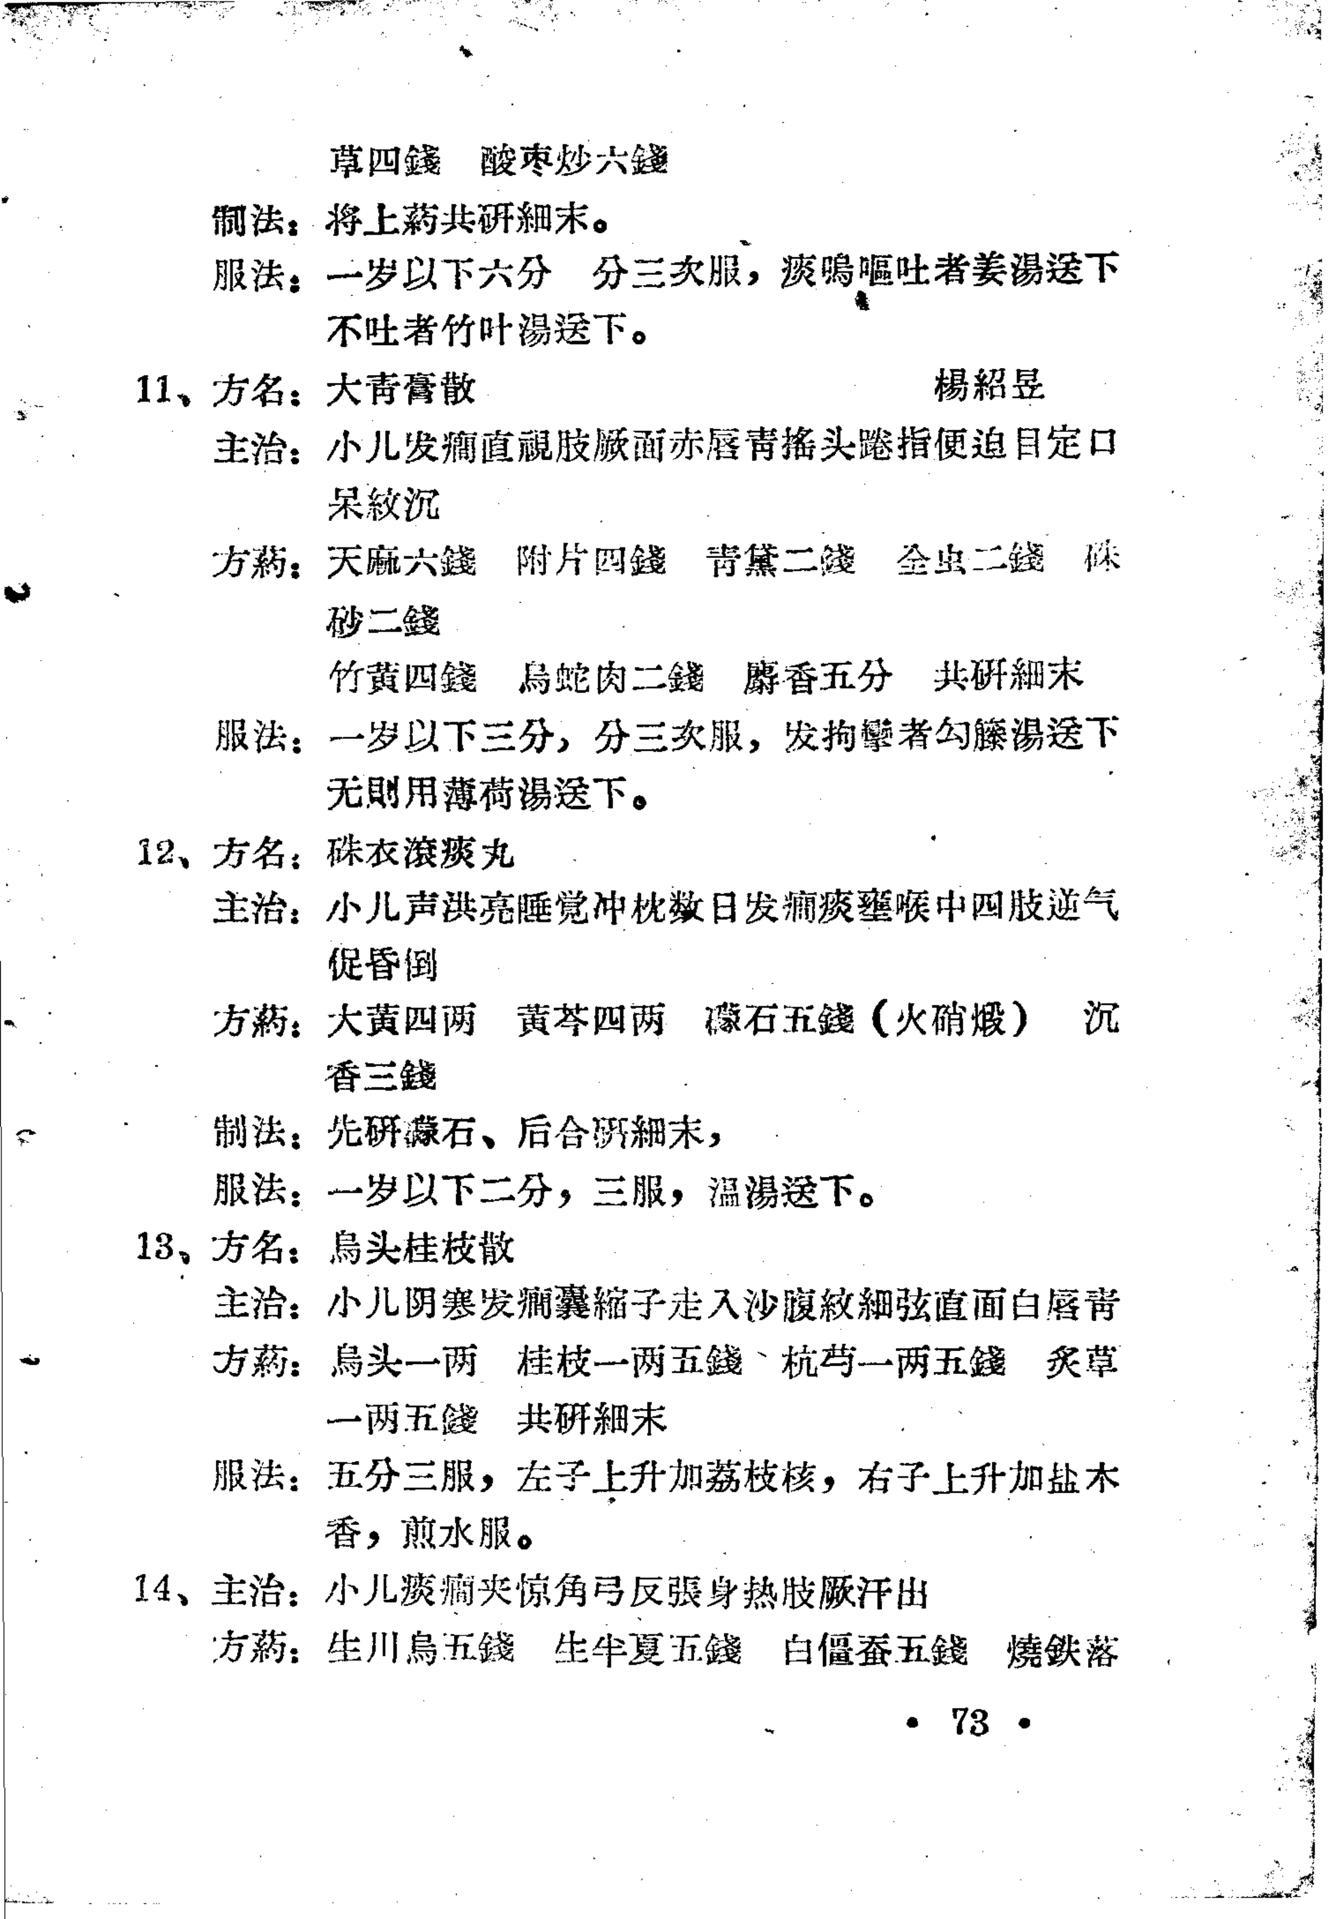 草四錢　酸枣炒六錢
制法：将上葯共研細末。
服法：一岁以下六分　分三次服，痰鳴嘔吐者姜湯送下
不吐者竹叶湯送下。
11、方名：大靑膏散　楊紹昱
主治：小儿发癇直視肢厥面赤唇靑搖头踡指便迫目定口
呆紋沉
方葯：天麻六錢　附片四錢　靑黛二錢　全虫二錢　硃
砂二錢
竹黄四錢　烏蛇肉二錢　麝香五分　共研細末
服法：一岁以下三分，分三次服，发拘攣者勾籐湯送下
无則用薄荷湯送下。
12、方名：硃衣滾痰丸
主治：小儿声洪亮睡觉冲枕数日发癇痰壅喉中四肢逆气
促昏倒
方葯：大黄四两　黄芩四两　礞石五錢（火硝煅）　沉
香三錢
制法：先研礞石、后合研細末，
服法：一岁以下二分，三服，溫湯送下。
13、方名：烏头桂枝散
主治：小儿阴寒发癇囊縮子走入沙腹紋細弦直面白唇靑
方葯：烏头一两　桂枝一两五錢　杭芍一两五錢　炙草
一两五錢　共研細末
服法：五分三服，左子上升加荔枝核，右子上升加盐木
香，煎水服。
14、主治：小儿痰癇夹惊角弓反張身热肢厥汗出
方葯：生川烏五錢　生半夏五錢　白僵蚕五錢　燒鉄落
• 73 •